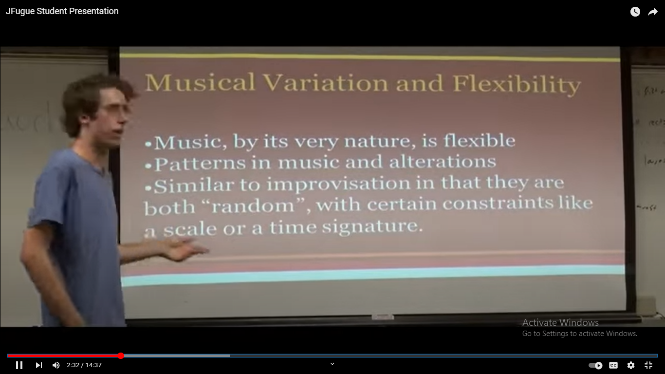 JFugue Student Presentation
Musical Variation and Flexibility
•Music, by its very nature, is flexible
•Patterns in music and alterations
•Similar to improvisation in that they are
both “random”, with certain constraints like
a scale or a time signature.
Activate Windows
Go to Settings to activate Windows.
2:32 / 14:37
CC